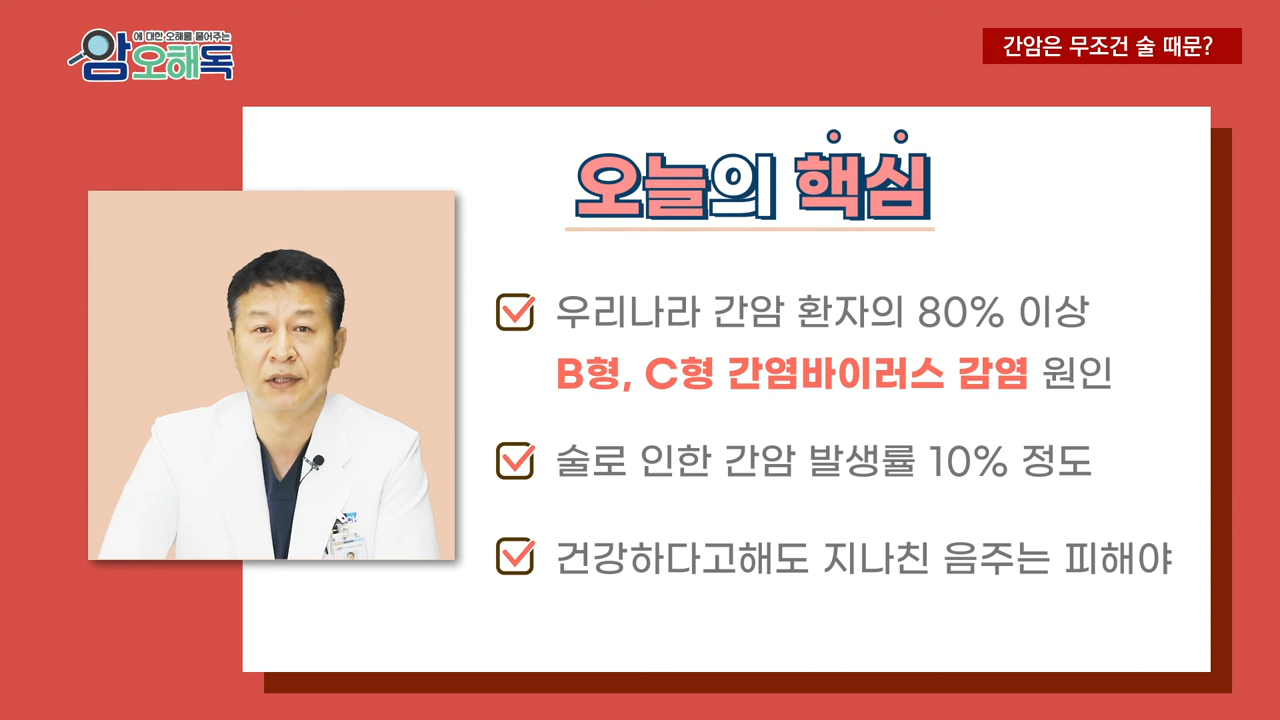 에 대한 오해를 풀어주는
암오해독
간암은 무조건 술 때문?
오늘의 핵심
우리나라 간암 환자의 80% 이상
B형, C형 간염바이러스 감염 원인
술로 인한 간암 발생률 10% 정도
건강하다고해도 지나친 음주는 피해야